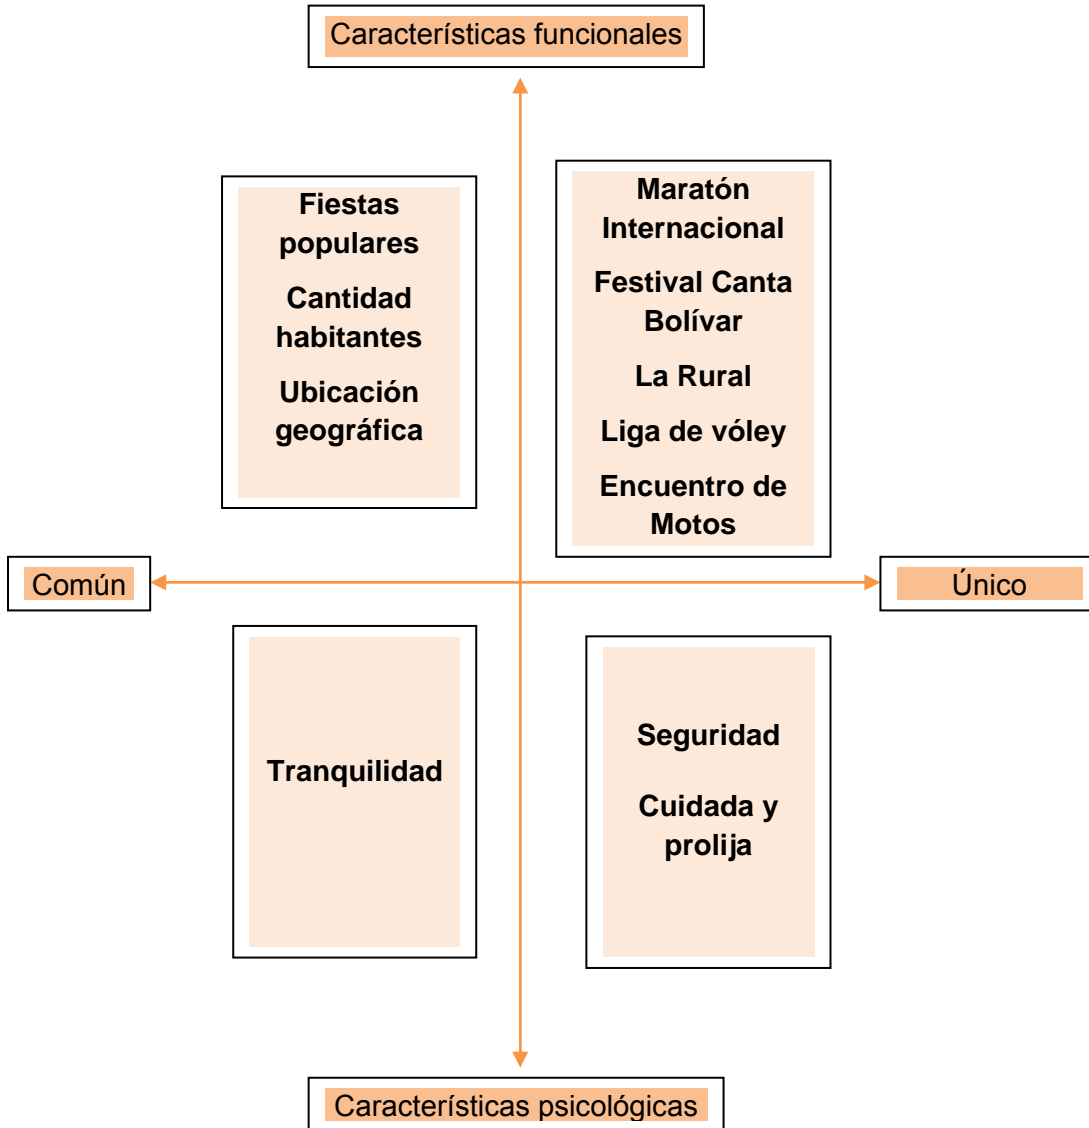 Características funcionales
Fiestas
populares
Cantidad
habitantes
Ubicación
geográfica
Maratón
Internacional
Festival Canta
Bolívar
La Rural
Liga de vóley
Encuentro de
Motos
Común
Único
Tranquilidad
Seguridad
Cuidada y
prolija
Características psicológicas